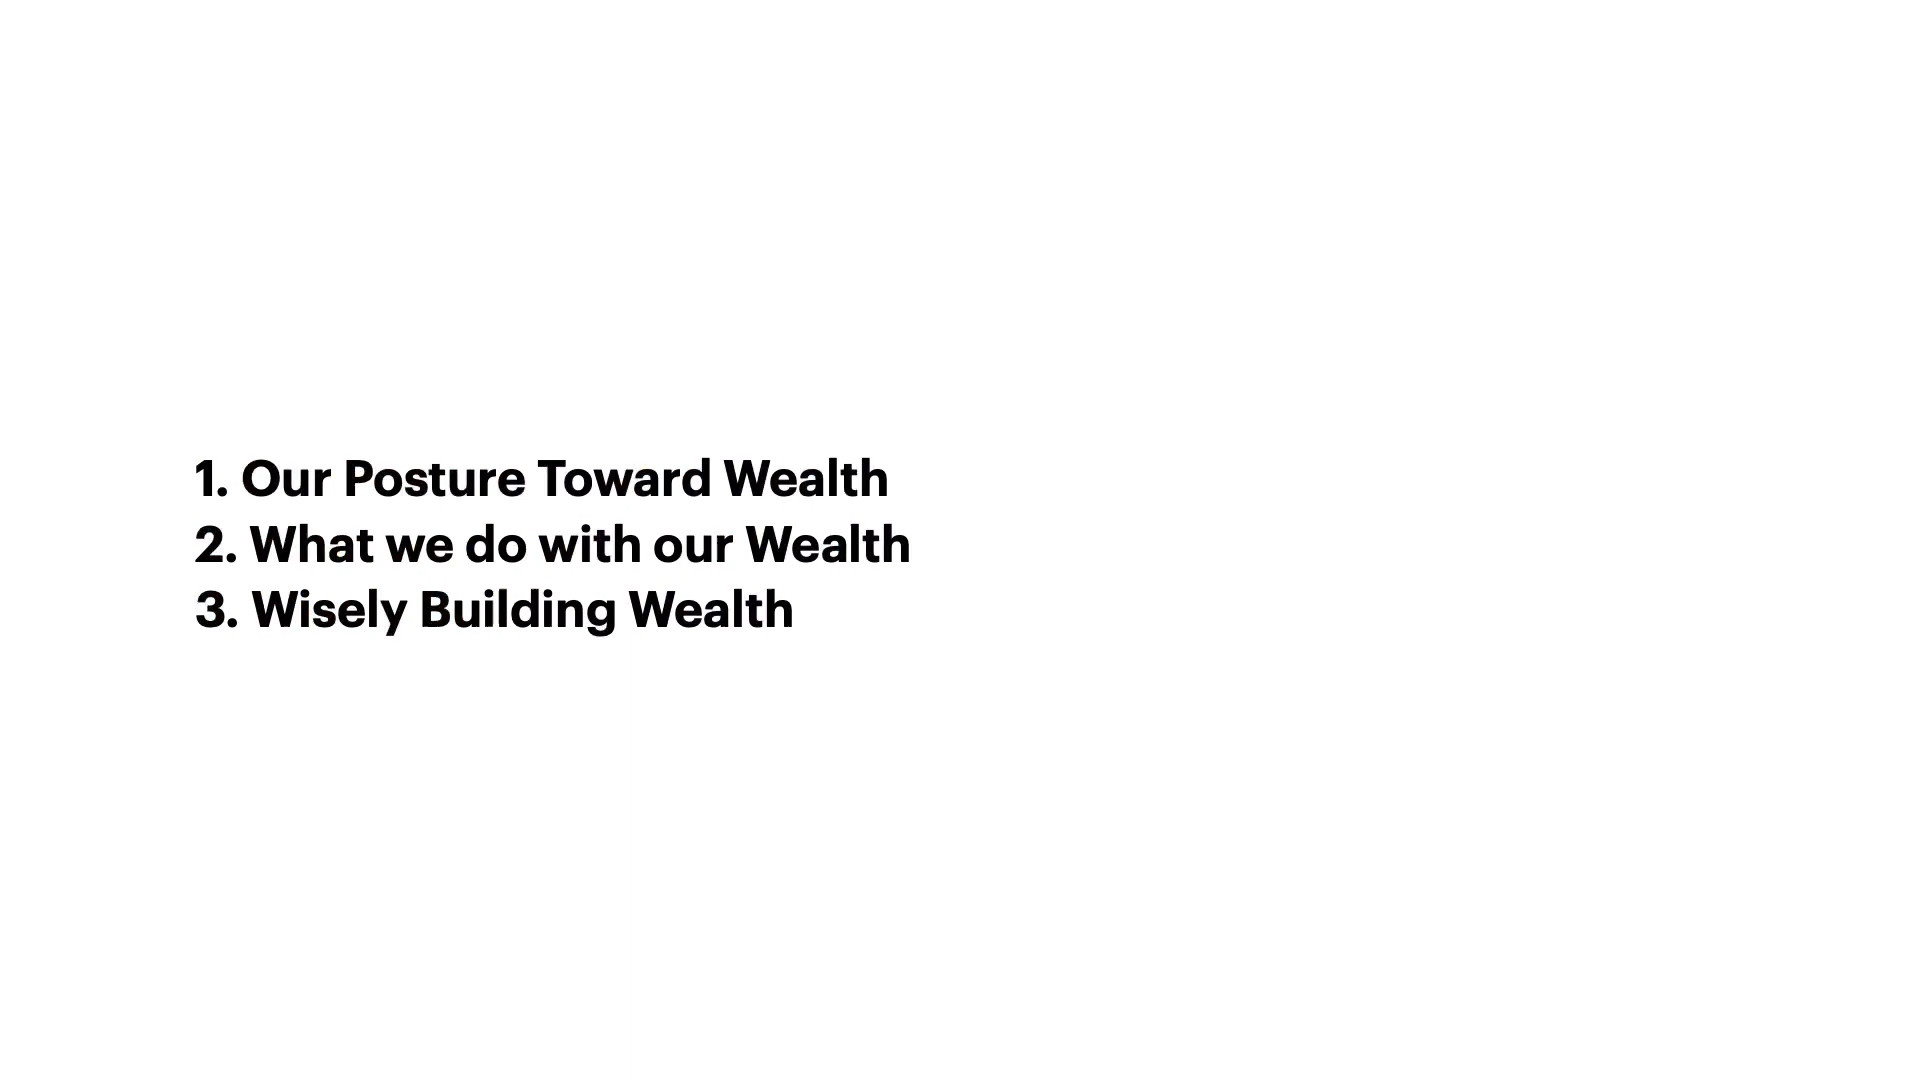 1. Our Posture Toward Wealth
2. What we do with our Wealth
3. Wisely Building Wealth